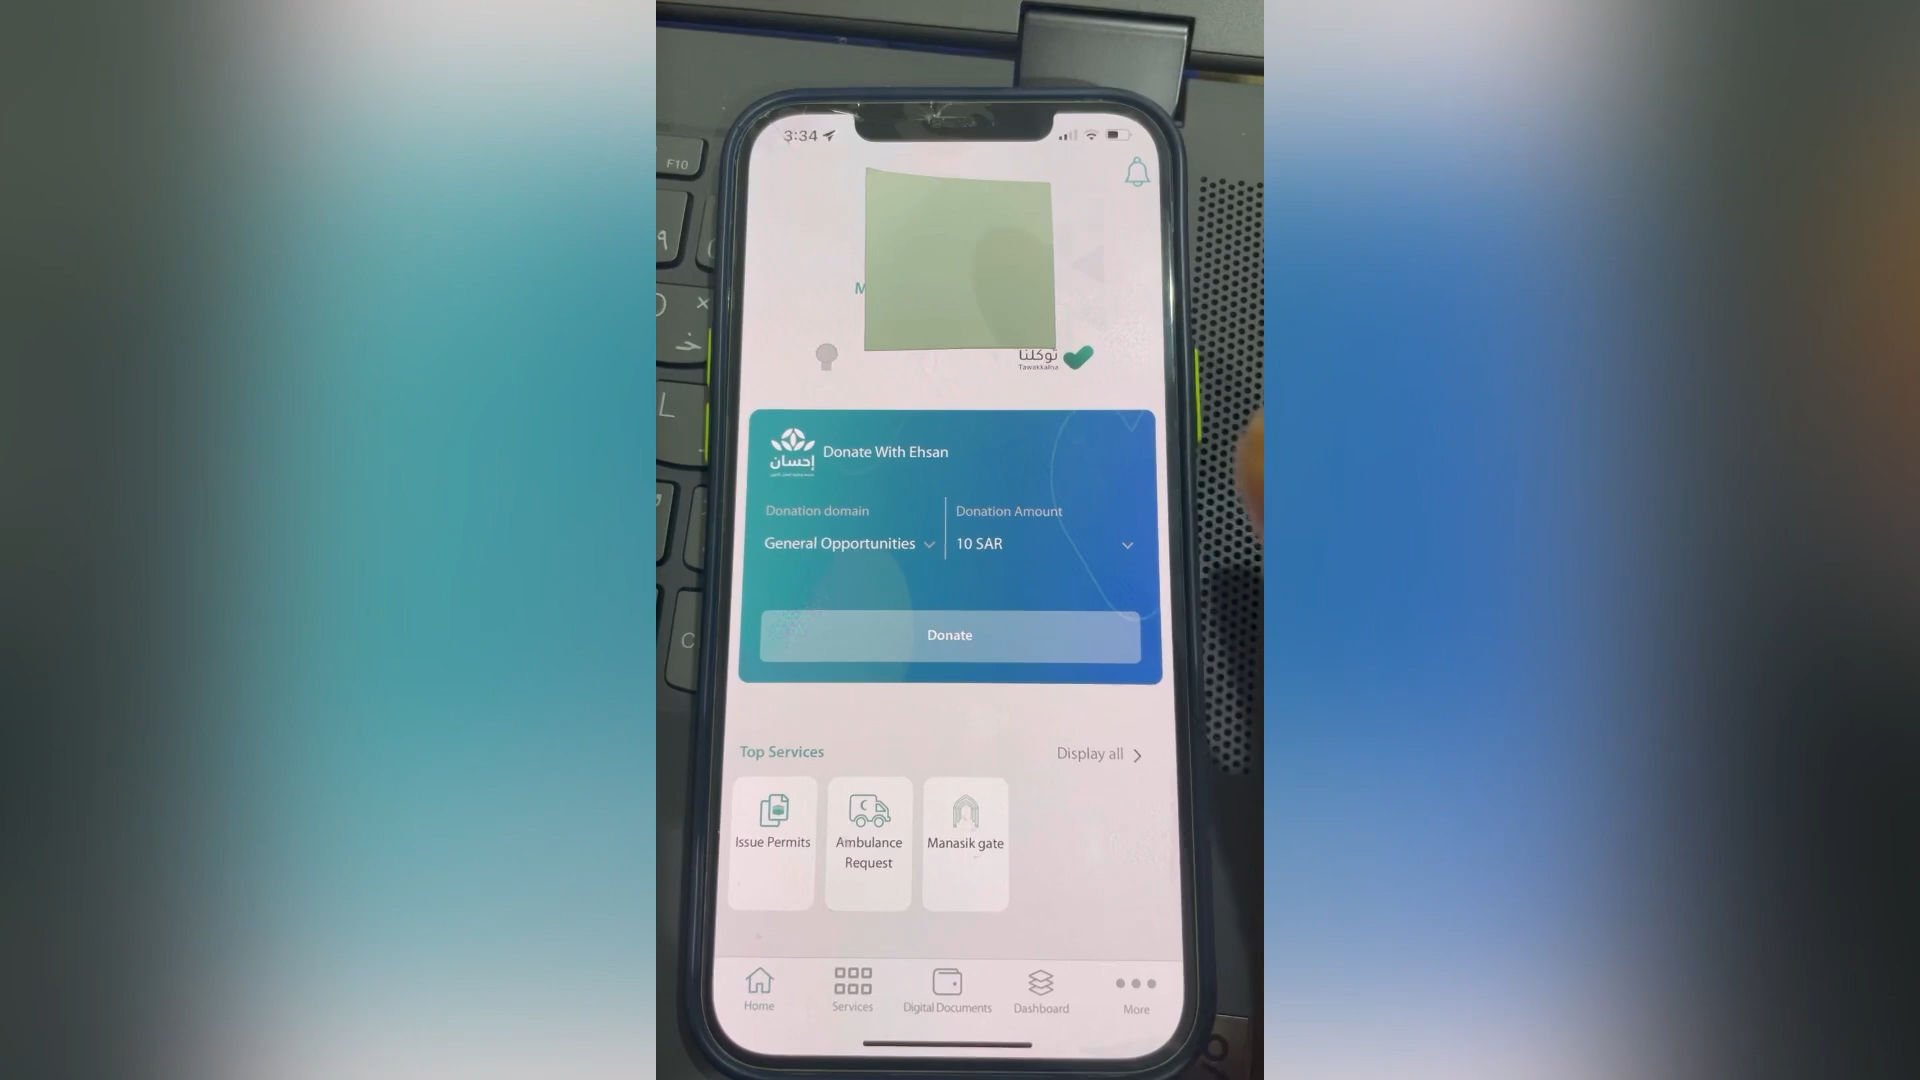 F10
3:34
M
توكلنا
Tawakkalna
إحسان
Donate With Ehsan
Donation domain
Donation Amount
General Opportunities
10 SAR
Donate
Top Services
Display all
Issue Permits
Ambulance
Request
Manasik gate
Home
Services
Digital Documents
Dashboard
More